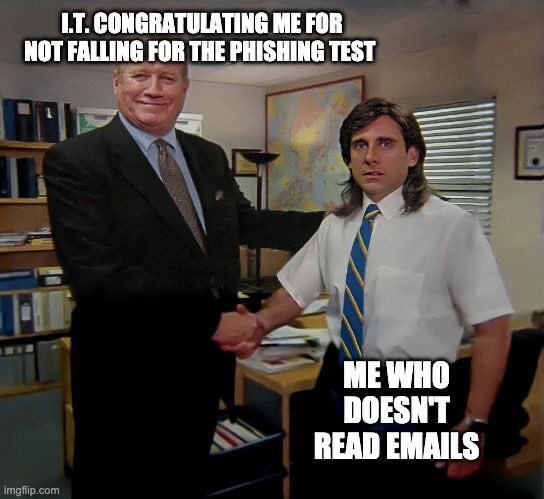 I.T. CONGRATULATING ME FOR
NOT FALLING FOR THE PHISHING TEST
ME WHO
DOESN'T
READ EMAILS
imgflip.com